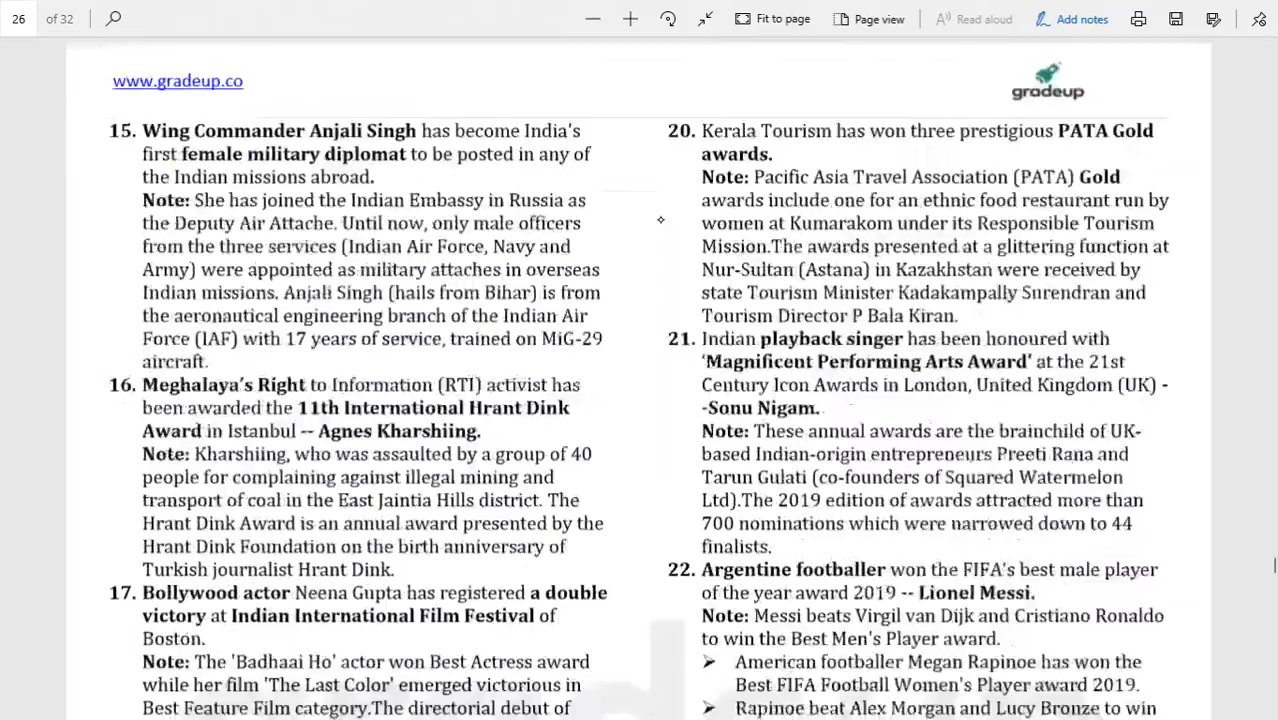 26 of 32 Fit to page Page view Read aloud Add notes
www.gradeup.co
gradeup
15. Wing Commander Anjali Singh has become India's
first female military diplomat to be posted in any of
the Indian missions abroad.
Note: She has joined the Indian Embassy in Russia as
the Deputy Air Attache. Until now, only male officers
from the three services (Indian Air Force, Navy and
Army) were appointed as military attaches in overseas
Indian missions. Anjali Singh (hails from Bihar) is from
the aeronautical engineering branch of the Indian Air
Force (IAF) with 17 years of service, trained on MiG-29
aircraft.
16. Meghalaya's Right to Information (RTI) activist has
been awarded the 11th International Hrant Dink
Award in Istanbul -- Agnes Kharshiing.
Note: Kharshiing, who was assaulted by a group of 40
people for complaining against illegal mining and
transport of coal in the East Jaintia Hills district. The
Hrant Dink Award is an annual award presented by the
Hrant Dink Foundation on the birth anniversary of
Turkish journalist Hrant Dink.
17. Bollywood actor Neena Gupta has registered a double
victory at Indian International Film Festival of
Boston.
Note: The 'Badhaai Ho' actor won Best Actress award
while her film 'The Last Color' emerged victorious in
Best Feature Film category.The directorial debut of
20. Kerala Tourism has won three prestigious PATA Gold
awards.
Note: Pacific Asia Travel Association (PATA) Gold
awards include one for an ethnic food restaurant run by
women at Kumarakom under its Responsible Tourism
Mission.The awards presented at a glittering function at
Nur-Sultan (Astana) in Kazakhstan were received by
state Tourism Minister Kadakampally Surendran and
Tourism Director P Bala Kiran.
21. Indian playback singer has been honoured with
'Magnificent Performing Arts Award' at the 21st
Century Icon Awards in London, United Kingdom (UK) -
-Sonu Nigam.
Note: These annual awards are the brainchild of UK-
based Indian-origin entrepreneurs Preeti Rana and
Tarun Gulati (co-founders of Squared Watermelon
Ltd).The 2019 edition of awards attracted more than
700 nominations which were narrowed down to 44
finalists.
22. Argentine footballer won the FIFA's best male player
of the year award 2019 -- Lionel Messi.
Note: Messi beats Virgil van Dijk and Cristiano Ronaldo
to win the Best Men's Player award.
➤ American footballer Megan Rapinoe has won the
Best FIFA Football Women's Player award 2019.
➤ Rapinoe beat Alex Morgan and Lucy Bronze to win